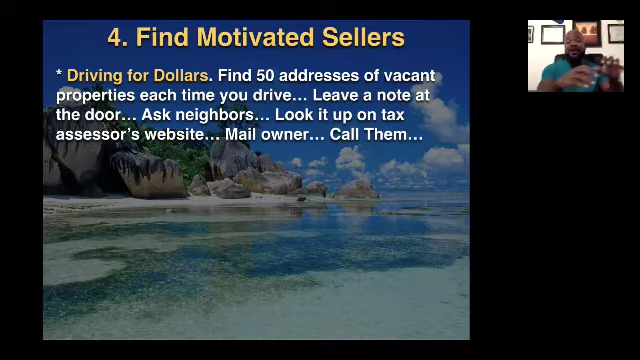 4. Find Motivated Sellers
* Driving for Dollars. Find 50 addresses of vacant
properties each time you drive… Leave a note at
the door… Ask neighbors… Look it up on tax
assessor's website… Mail owner… Call Them…